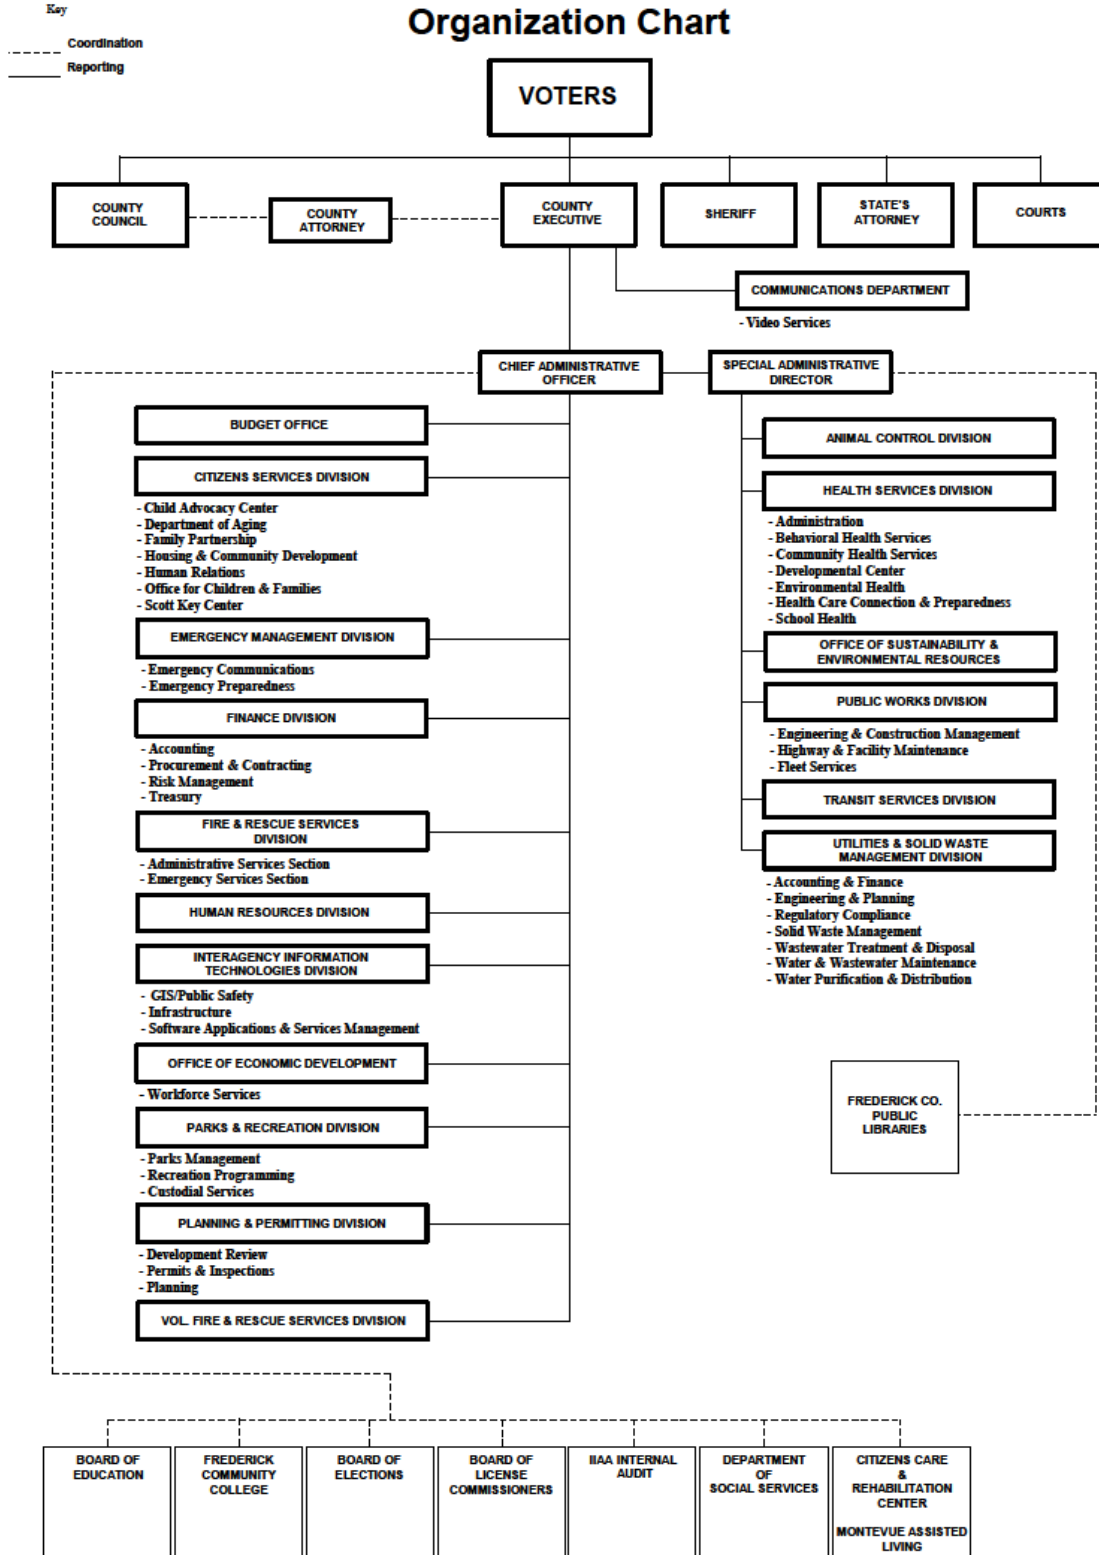 Key
Organization Chart
Coordination
Reporting
VOTERS
COUNTY
COUNCIL
COUNTY
ATTORNEY
COUNTY
EXECUTIVE
SHERIFF
STATE'S
ATTORNEY
COURTS
COMMUNICATIONS DEPARTMENT
- Video Services
CHIEF ADMINISTRATIVE
OFFICER
SPECIAL ADMINISTRATIVE
DIRECTOR
BUDGET OFFICE
CITIZENS SERVICES DIVISION
- Child Advocacy Center
- Department of Aging
- Family Partnership
- Housing & Community Development
- Human Relations
- Office for Children & Families
- Scott Key Center
EMERGENCY MANAGEMENT DIVISION
- Emergency Communications
- Emergency Preparedness
FINANCE DIVISION
- Accounting
- Procurement & Contracting
- Risk Management
- Treasury
FIRE & RESCUE SERVICES
DIVISION
- Administrative Services Section
- Emergency Services Section
HUMAN RESOURCES DIVISION
INTERAGENCY INFORMATION
TECHNOLOGIES DIVISION
- GIS/Public Safety
- Infrastructure
- Software Applications & Services Management
OFFICE OF ECONOMIC DEVELOPMENT
- Workforce Services
PARKS & RECREATION DIVISION
- Parks Management
- Recreation Programming
- Custodial Services
PLANNING & PERMITTING DIVISION
- Development Review
- Permits & Inspections
- Planning
VOL. FIRE & RESCUE SERVICES DIVISION
ANIMAL CONTROL DIVISION
HEALTH SERVICES DIVISION
- Administration
- Behavioral Health Services
- Community Health Services
- Developmental Center
- Environmental Health
- Health Care Connection & Preparedness
- School Health
OFFICE OF SUSTAINABILITY &
ENVIRONMENTAL RESOURCES
PUBLIC WORKS DIVISION
- Engineering & Construction Management
- Highway & Facility Maintenance
- Fleet Services
TRANSIT SERVICES DIVISION
UTILITIES & SOLID WASTE
MANAGEMENT DIVISION
- Accounting & Finance
- Engineering & Planning
- Regulatory Compliance
- Solid Waste Management
- Wastewater Treatment & Disposal
- Water & Wastewater Maintenance
- Water Purification & Distribution
FREDERICK CO.
PUBLIC
LIBRARIES
BOARD OF
EDUCATION
FREDERICK
COMMUNITY
COLLEGE
BOARD OF
ELECTIONS
BOARD OF
LICENSE
COMMISSIONERS
IIAA INTERNAL
AUDIT
DEPARTMENT
OF
SOCIAL SERVICES
CITIZENS CARE
&
REHABILITATION
CENTER
MONTEVUE ASSISTED
LIVING